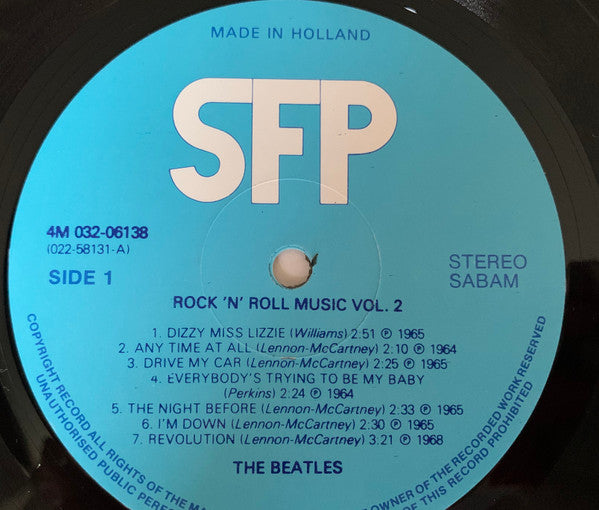 MADE IN HOLLAND
SFP
4M 032-06138
(022-58131-A)
SIDE 1
STEREO
SABAM
ROCK 'N' ROLL MUSIC VOL. 2
1. DIZZY MISS LIZZIE (Williams) 2:51 ℗ 1965
2. ANY TIME AT ALL (Lennon-McCartney) 2:10 ℗ 1964
3. DRIVE MY CAR (Lennon-McCartney) 2:25 ℗ 1965
4. EVERYBODY'S TRYING TO BE MY BABY
(Perkins) 2:24 ℗ 1964
5. THE NIGHT BEFORE (Lennon-McCartney) 2:33 ℗ 1965
6. I'M DOWN (Lennon-McCartney) 2:30 ℗ 1965
7. REVOLUTION (Lennon-McCartney) 3:21 ℗ 1968
THE BEATLES
COPYRIGHT RECORD ALL RIGHTS OF THE
UNAUTHORISED PUBLIC
OWNER OF THE RECORDED WORK RESERVED
OF THIS RECORD PROHIBITED